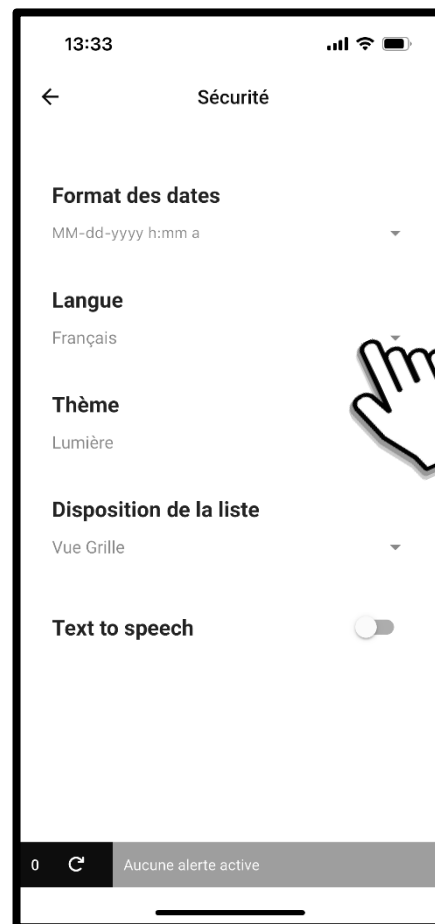 13:33
Sécurité
Format des dates
MM-dd-yyyy h:mm a
Langue
Français
Thème
Lumière
Disposition de la liste
Vue Grille
Text to speech
0 Aucune alerte active